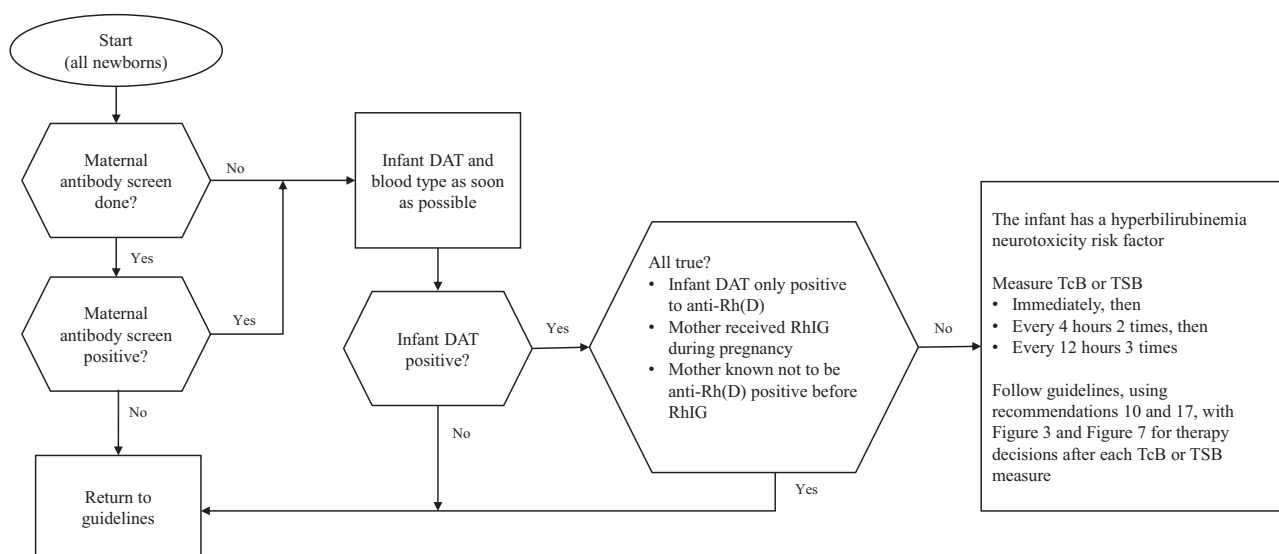 Start
(all newborns)
Maternal
antibody screen
done?
No
Yes
Maternal
antibody screen
positive?
Yes
No
Return to
guidelines
Infant DAT and
blood type as soon
as possible
Infant DAT
positive?
Yes
No
All true?
• Infant DAT only positive
to anti-Rh(D)
• Mother received RhIG
during pregnancy
• Mother known not to be
anti-Rh(D) positive before
RhIG
No
Yes
The infant has a hyperbilirubinemia
neurotoxicity risk factor
Measure TcB or TSB
• Immediately, then
• Every 4 hours 2 times, then
• Every 12 hours 3 times
Follow guidelines, using
recommendations 10 and 17, with
Figure 3 and Figure 7 for therapy
decisions after each TcB or TSB
measure